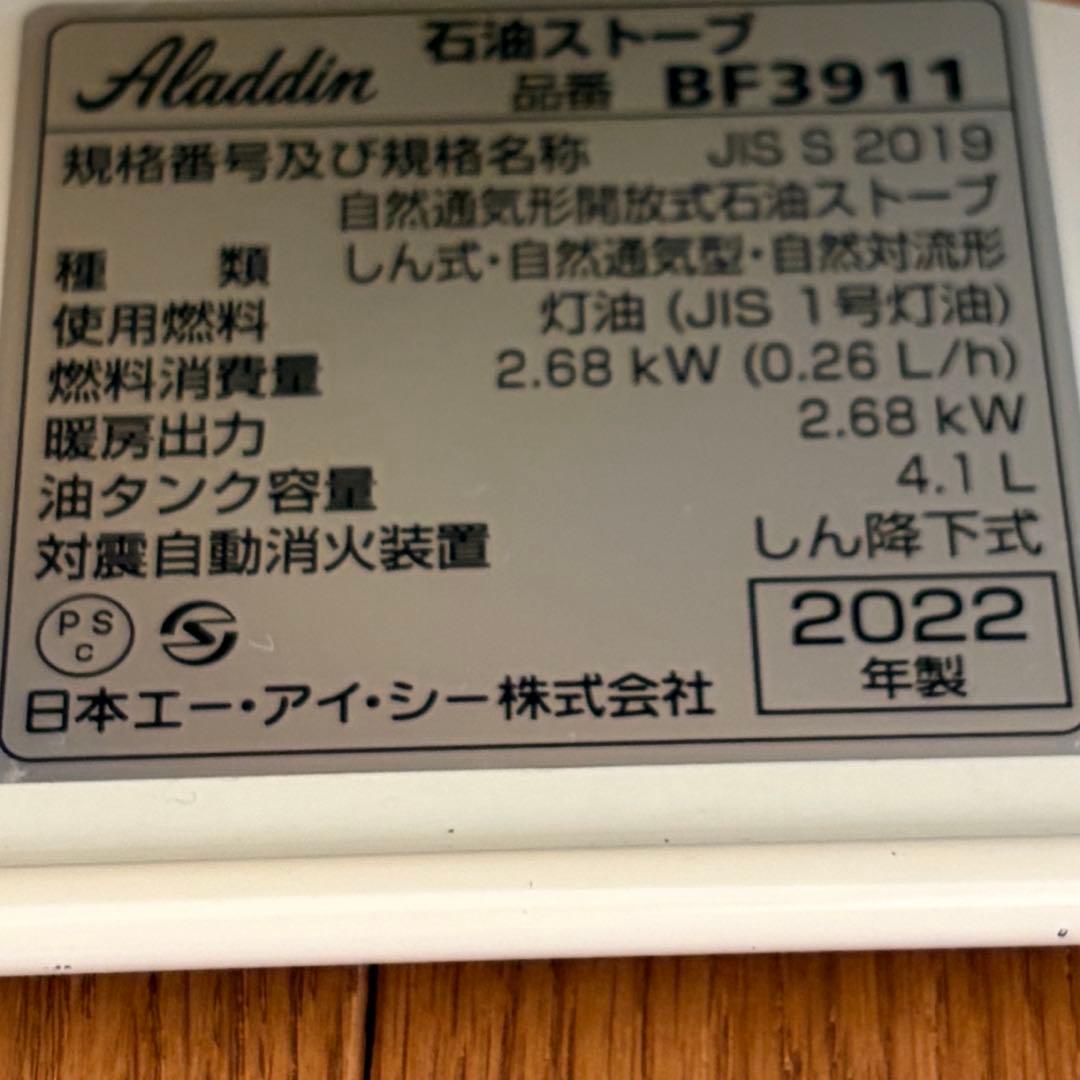 Aladdin 石油ストーブ
品番 BF3911
規格番号及び規格名称 JIS S 2019
自然通気形開放式石油ストーブ
種類 しん式・自然通気型・自然対流形
使用燃料 灯油 (JIS 1号灯油)
燃料消費量 2.68 kW (0.26 L/h)
暖房出力 2.68 kW
油タンク容量 4.1 L
対震自動消火装置 しん降下式
PS
C
2022
年製
日本エー・アイ・シー株式会社